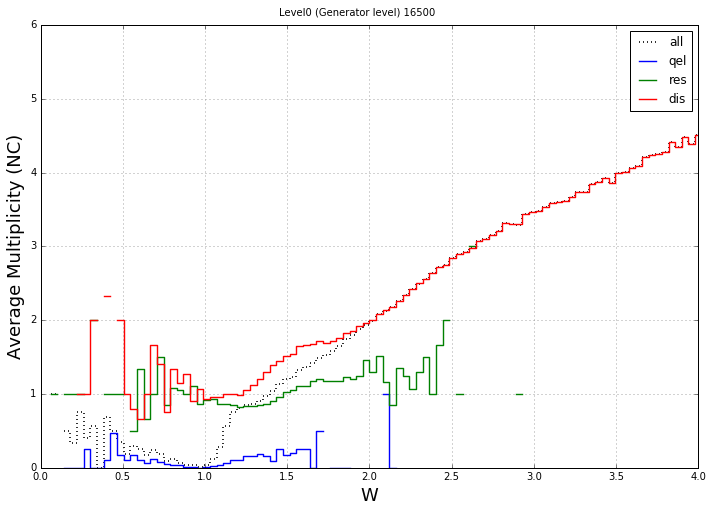 Level0 (Generator level) 16500
Average Multiplicity (NC)
6
5
4
3
2
1
0
all
qel
res
dis
0.0 0.5 1.0 1.5 2.0 2.5 3.0 3.5 4.0
W